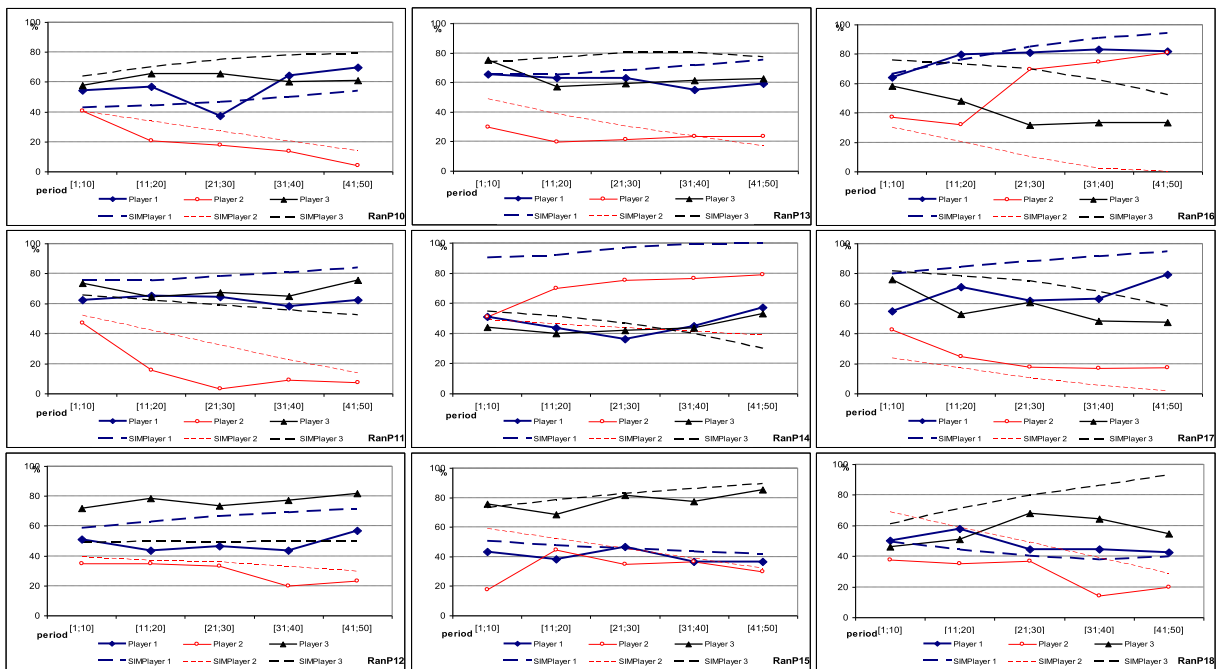 %
100
80
60
40
20
0
period [1;10] [11;20] [21;30] [31;40] [41;50]
Player 1 Player 2 Player 3
SIMPlayer 1 SIMPlayer 2 SIMPlayer 3 RanP10
%
100
80
60
40
20
0
period [1;10] [11;20] [21;30] [31;40] [41;50]
Player 1 Player 2 Player 3
SIMPlayer 1 SIMPlayer 2 SIMPlayer 3 RanP13
%
100
80
60
40
20
0
period [1;10] [11;20] [21;30] [31;40] [41;50]
Player 1 Player 2 Player 3
SIMPlayer 1 SIMPlayer 2 SIMPlayer 3 RanP16
%
100
80
60
40
20
0
period [1;10] [11;20] [21;30] [31;40] [41;50]
Player 1 Player 2 Player 3
SIMPlayer 1 SIMPlayer 2 SIMPlayer 3 RanP11
%
100
80
60
40
20
0
period [1;10] [11;20] [21;30] [31;40] [41;50]
Player 1 Player 2 Player 3
SIMPlayer 1 SIMPlayer 2 SIMPlayer 3 RanP14
%
100
80
60
40
20
0
period [1;10] [11;20] [21;30] [31;40] [41;50]
Player 1 Player 2 Player 3
SIMPlayer 1 SIMPlayer 2 SIMPlayer 3 RanP17
%
100
80
60
40
20
0
period [1;10] [11;20] [21;30] [31;40] [41;50]
Player 1 Player 2 Player 3
SIMPlayer 1 SIMPlayer 2 SIMPlayer 3 RanP12
%
100
80
60
40
20
0
period [1;10] [11;20] [21;30] [31;40] [41;50]
Player 1 Player 2 Player 3
SIMPlayer 1 SIMPlayer 2 SIMPlayer 3 RanP15
%
100
80
60
40
20
0
period [1;10] [11;20] [21;30] [31;40] [41;50]
Player 1 Player 2 Player 3
SIMPlayer 1 SIMPlayer 2 SIMPlayer 3 RanP18